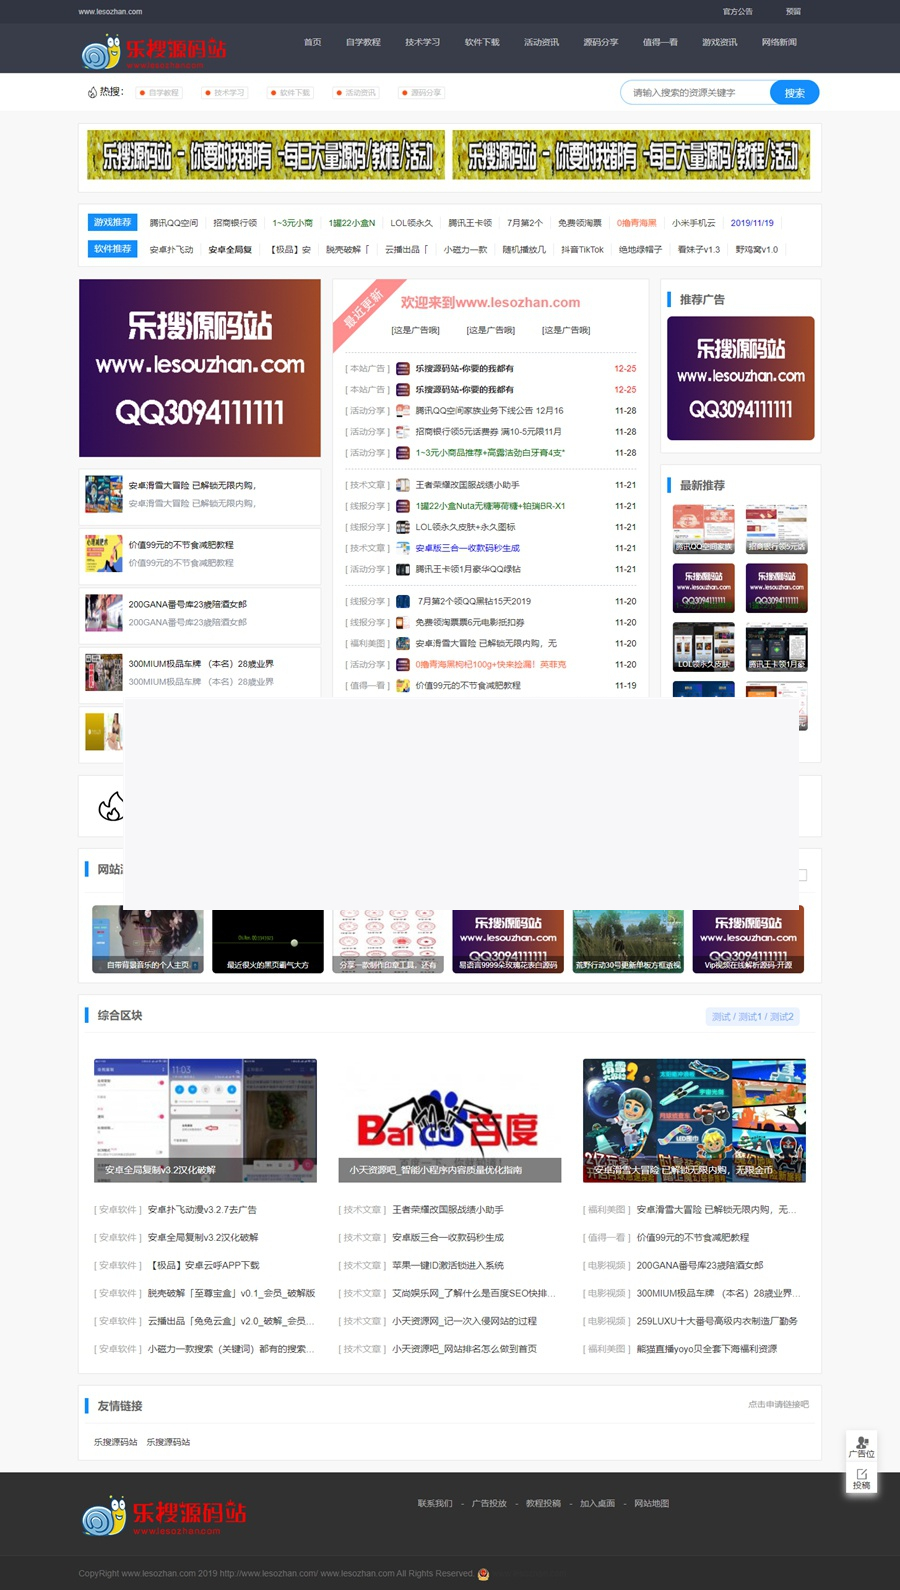 www.lesozhan.com
官方公告 预留
乐搜源码站
www.lesozhan.com
首页 自学教程 技术学习 软件下载 活动资讯 源码分享 值得一看 游戏资讯 网络新闻
热搜： 自学教程 技术学习 软件下载 活动资讯 源码分享
请输入搜索的资源关键字 搜索
乐搜源码站 - 你要的我都有 -每日大量源码/教程/活动
乐搜源码站 - 你要的我都有 -每日大量源码/教程/活动
游戏推荐 腾讯QQ空间 招商银行领 1~3元小商 1罐22小盒N LOL领永久 腾讯王卡领 7月第2个 免费领淘票 0撸青海黑 小米手机云 2019/11/19
软件推荐 安卓扑飞动 安卓全局复 【极品】安 脱壳破解「 云播出品「 小磁力一款 随机播放几 抖音TikTok 绝地绿帽子 看妹子v1.3 野鸡窝v1.0
乐搜源码站
www.lesouzhan.com
QQ3094111111
安卓滑雪大冒险 已解锁无限内购，
安卓滑雪大冒险 已解锁无限内购，
价值99元的不节食减肥教程
价值99元的不节食减肥教程
200GANA番号库23歳陪酒女郎
200GANA番号库23歳陪酒女郎
300MIUM极品车牌 （本名）28歳业界
300MIUM极品车牌 （本名）28歳业界
最近更新
欢迎来到www.lesozhan.com
[这是广告哦] [这是广告哦] [这是广告哦]
[ 本站广告 ] 乐搜源码站-你要的我都有 12-25
[ 本站广告 ] 乐搜源码站-你要的我都有 12-25
[ 活动分享 ] 腾讯QQ空间家族业务下线公告 12月16 11-28
[ 活动分享 ] 招商银行领5元话费券 满10-5元限11月 11-28
[ 活动分享 ] 1~3元小商品推荐+高露洁劲白牙膏4支* 11-28
[ 技术文章 ] 王者荣耀改国服战绩小助手 11-21
[ 线报分享 ] 1罐22小盒Nuta无糖薄荷糖+铂瑞BR-X1 11-21
[ 线报分享 ] LOL领永久皮肤+永久图标 11-21
[ 技术文章 ] 安卓版三合一收款码秒生成 11-21
[ 活动分享 ] 腾讯王卡领1月豪华QQ绿钻 11-21
[ 线报分享 ] 7月第2个领QQ黑钻15天2019 11-20
[ 线报分享 ] 免费领淘票票6元电影抵扣券 11-20
[ 福利美图 ] 安卓滑雪大冒险 已解锁无限内购，无 11-20
[ 活动分享 ] 0撸青海黑枸杞100g+快来捡漏！英菲克 11-20
[ 值得一看 ] 价值99元的不节食减肥教程 11-19
推荐广告
乐搜源码站
www.lesouzhan.com
QQ3094111111
最新推荐
腾讯QQ空间家族 招商银行领5元话
乐搜源码站 乐搜源码站
www.lesouzhan.com www.lesouzhan.com
QQ3094111111 QQ3094111111
LOL领永久皮肤 腾讯王卡领1月豪
网站
自带背景音乐的个人主页 最近很火的黑页霸气大方 分享一款制作印章工具，还有 易语言9999朵玫瑰花表白源码 荒野行动30号更新单板方框透视 Vip视频在线解析源码-开源
乐搜源码站 乐搜源码站
www.lesouzhan.com www.lesouzhan.com
综合区块
测试 / 测试1 / 测试2
11:03
Bai 百度
安卓全局复制v3.2汉化破解 小天资源吧_智能小程序内容质量优化指南 安卓滑雪大冒险 已解锁无限内购，无限金币
[ 安卓软件 ] 安卓扑飞动漫v3.2.7去广告
[ 安卓软件 ] 安卓全局复制v3.2汉化破解
[ 安卓软件 ] 【极品】安卓云呼APP下载
[ 安卓软件 ] 脱壳破解「至尊宝盒」v0.1_会员_破解版
[ 安卓软件 ] 云播出品「兔兔云盒」v2.0_破解_会员...
[ 安卓软件 ] 小磁力一款搜索（关键词）都有的搜索...
[ 技术文章 ] 王者荣耀改国服战绩小助手
[ 技术文章 ] 安卓版三合一收款码秒生成
[ 技术文章 ] 苹果一键ID激活锁进入系统
[ 技术文章 ] 艾尚娱乐网_了解什么是百度SEO快排...
[ 技术文章 ] 小天资源网_记一次入侵网站的过程
[ 技术文章 ] 小天资源吧_网站排名怎么做到首页
[ 福利美图 ] 安卓滑雪大冒险 已解锁无限内购，无...
[ 值得一看 ] 价值99元的不节食减肥教程
[ 电影视频 ] 200GANA番号库23歳陪酒女郎
[ 电影视频 ] 300MIUM极品车牌 （本名）28歳业界...
[ 电影视频 ] 259LUXU十大番号高级内衣制造厂勤务
[ 福利美图 ] 熊猫直播yoyo贝全套下海福利资源
友情链接
点击申请链接吧
乐搜源码站 乐搜源码站
广告位
投稿
乐搜源码站
www.lesozhan.com
联系我们 - 广告投放 - 教程投稿 - 加入桌面 - 网站地图
CopyRight www.lesozhan.com 2019 http://www.lesozhan.com/ www.lesozhan.com All Rights Reserved.